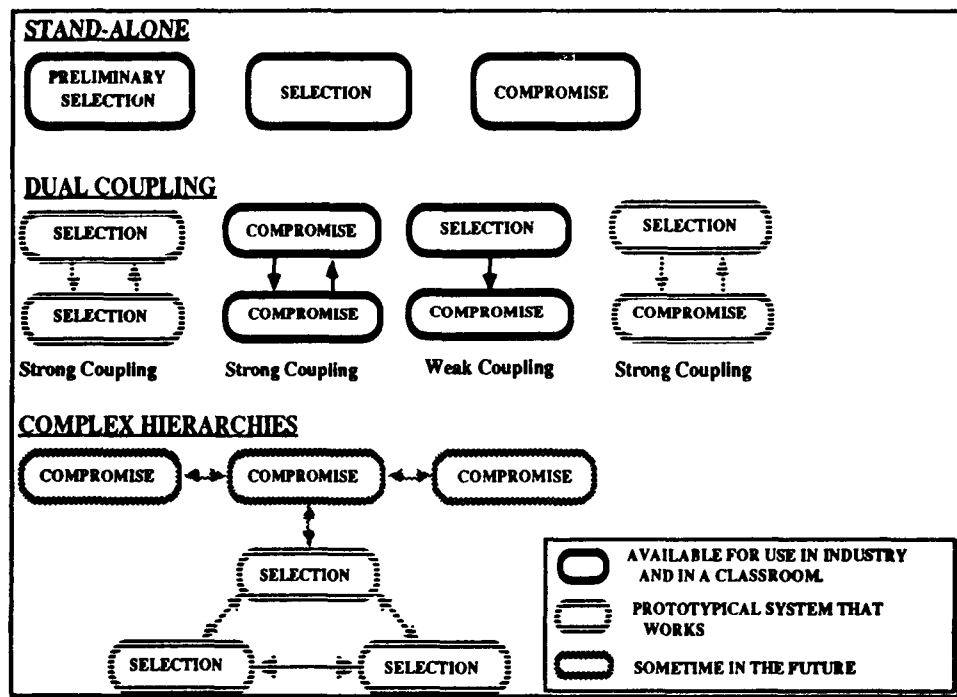 STAND-ALONE
PRELIMINARY
SELECTION
SELECTION
COMPROMISE
DUAL COUPLING
SELECTION
COMPROMISE
SELECTION
SELECTION
SELECTION
COMPROMISE
COMPROMISE
COMPROMISE
Strong Coupling
Strong Coupling
Weak Coupling
Strong Coupling
COMPLEX HIERARCHIES
COMPROMISE
COMPROMISE
COMPROMISE
SELECTION
SELECTION
SELECTION
AVAILABLE FOR USE IN INDUSTRY
AND IN A CLASSROOM.
PROTOTYPICAL SYSTEM THAT
WORKS
SOMETIME IN THE FUTURE